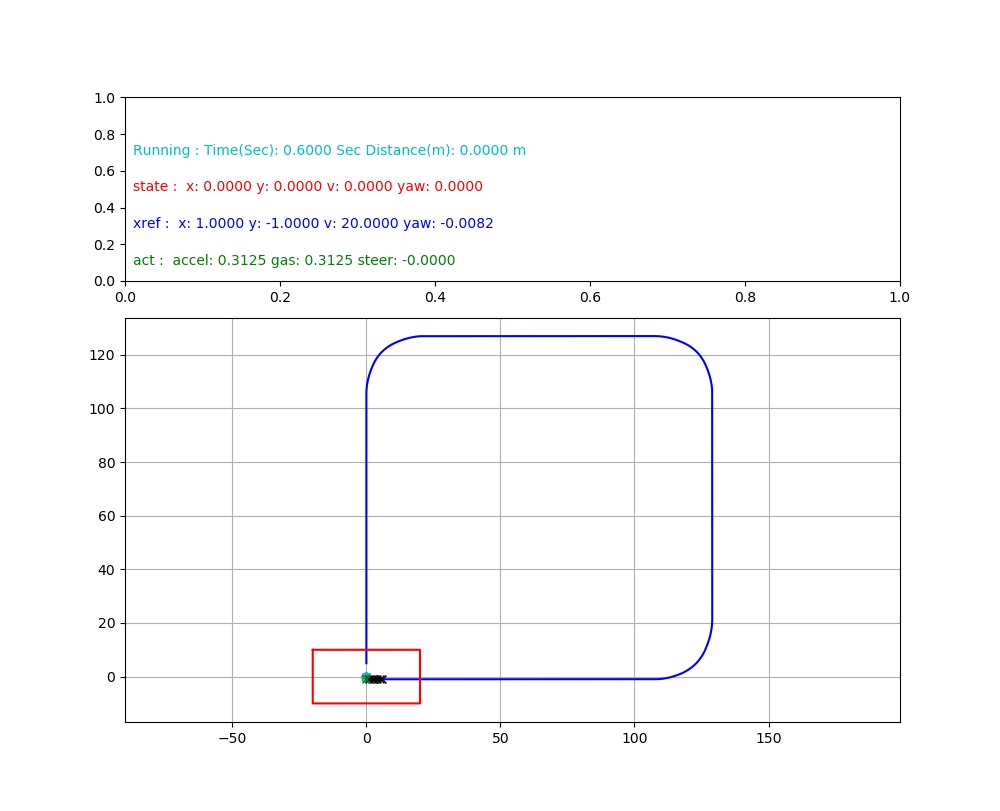 1.0
0.8
Running : Time(Sec): 0.6000 Sec Distance(m): 0.0000 m
0.6
state :  x: 0.0000 y: 0.0000 v: 0.0000 yaw: 0.0000
0.4
xref :  x: 1.0000 y: -1.0000 v: 20.0000 yaw: -0.0082
0.2
act :  accel: 0.3125 gas: 0.3125 steer: -0.0000
0.0
0.0 0.2 0.4 0.6 0.8 1.0
120
100
80
60
40
20
0
−50 0 50 100 150